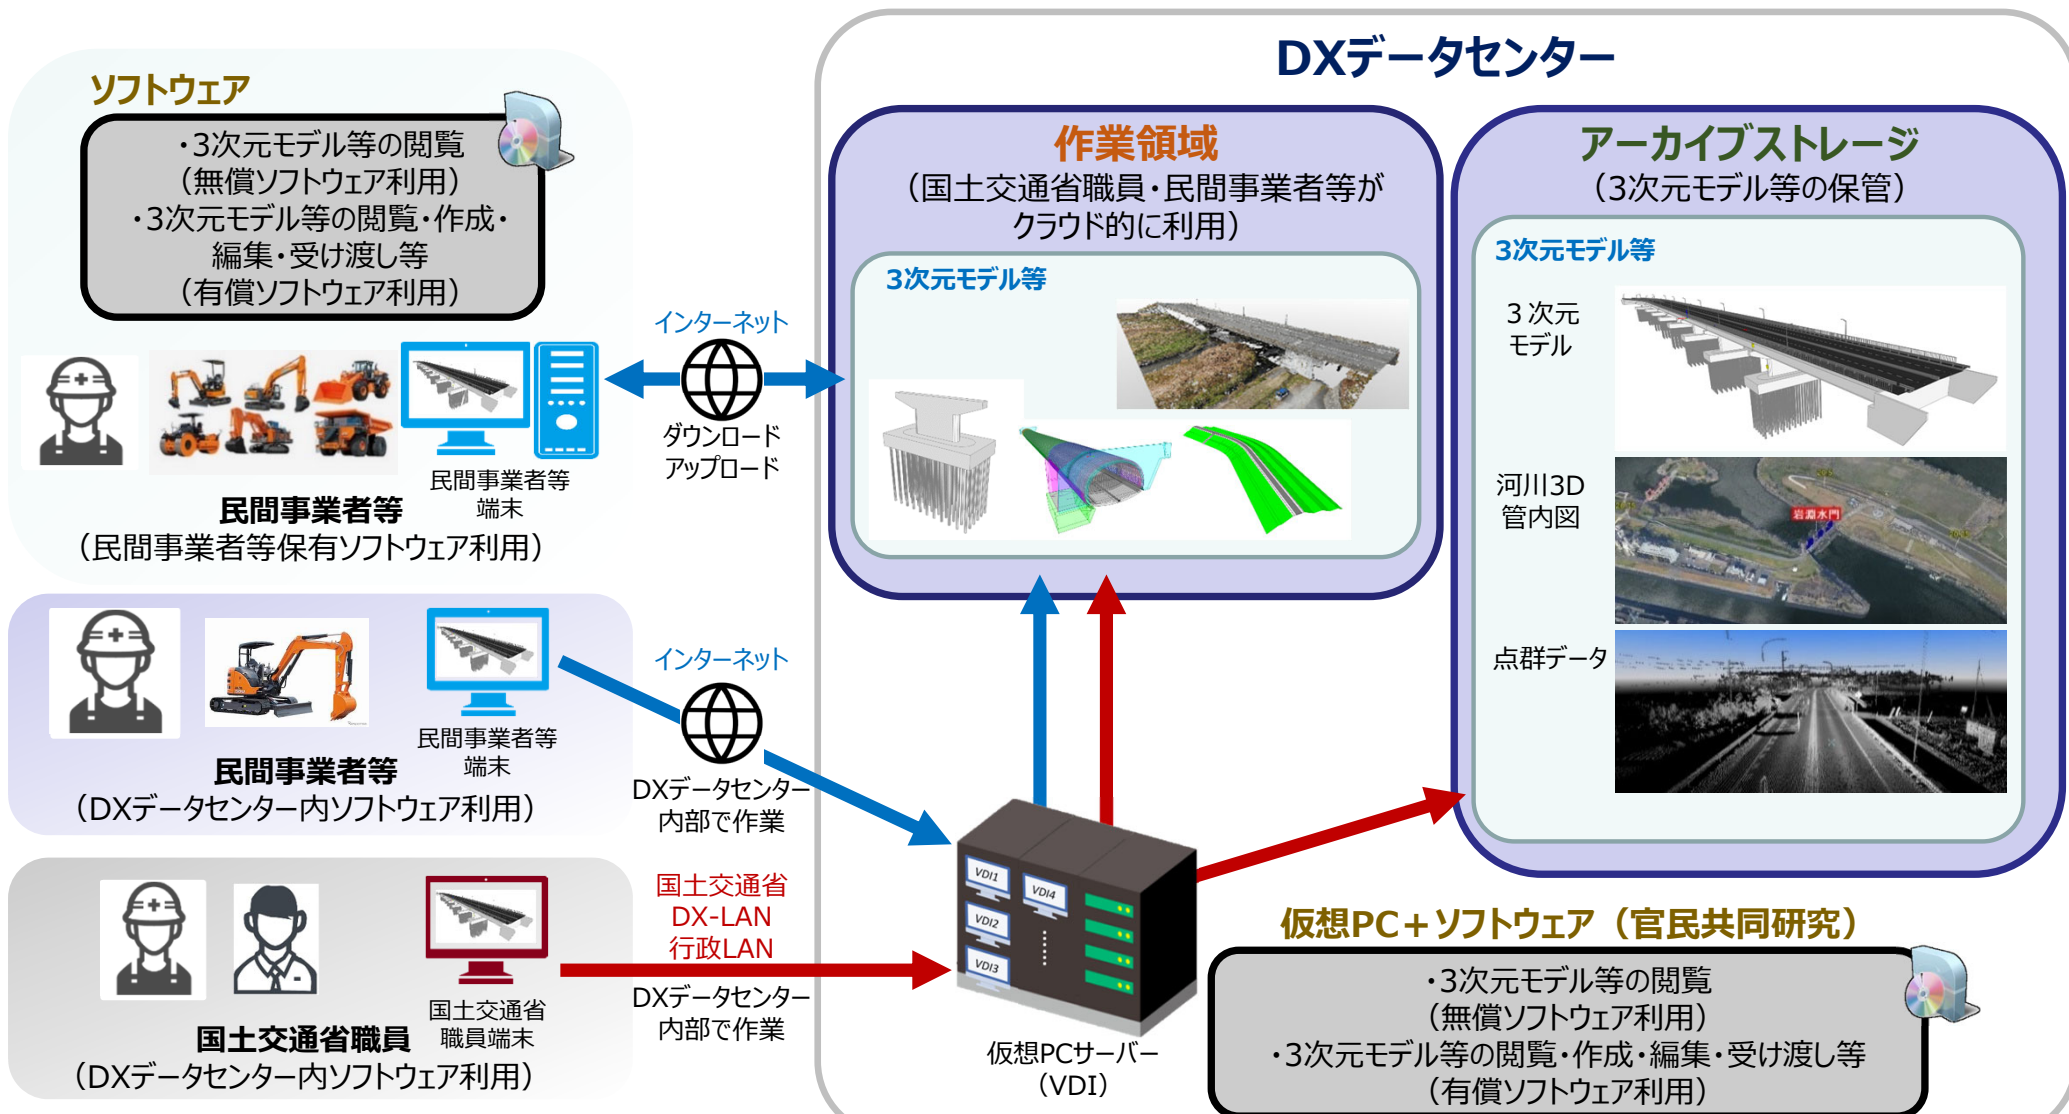 DXデータセンター
ソフトウェア
・3次元モデル等の閲覧
（無償ソフトウェア利用）
・3次元モデル等の閲覧・作成・
編集・受け渡し等
（有償ソフトウェア利用）
民間事業者等
端末
民間事業者等
（民間事業者等保有ソフトウェア利用）
インターネット
ダウンロード
アップロード
作業領域
（国土交通省職員・民間事業者等が
クラウド的に利用）
3次元モデル等
アーカイブストレージ
（3次元モデル等の保管）
3次元モデル等
３次元
モデル
河川3D
管内図
岩淵水門
点群データ
民間事業者等
端末
民間事業者等
（DXデータセンター内ソフトウェア利用）
インターネット
DXデータセンター
内部で作業
国土交通省
職員端末
国土交通省職員
（DXデータセンター内ソフトウェア利用）
国土交通省
DX-LAN
行政LAN
DXデータセンター
内部で作業
VDI1
VDI4
VDI2
VDI3
仮想PCサーバー
（VDI）
仮想PC＋ソフトウェア（官民共同研究）
・3次元モデル等の閲覧
（無償ソフトウェア利用）
・3次元モデル等の閲覧・作成・編集・受け渡し等
（有償ソフトウェア利用）